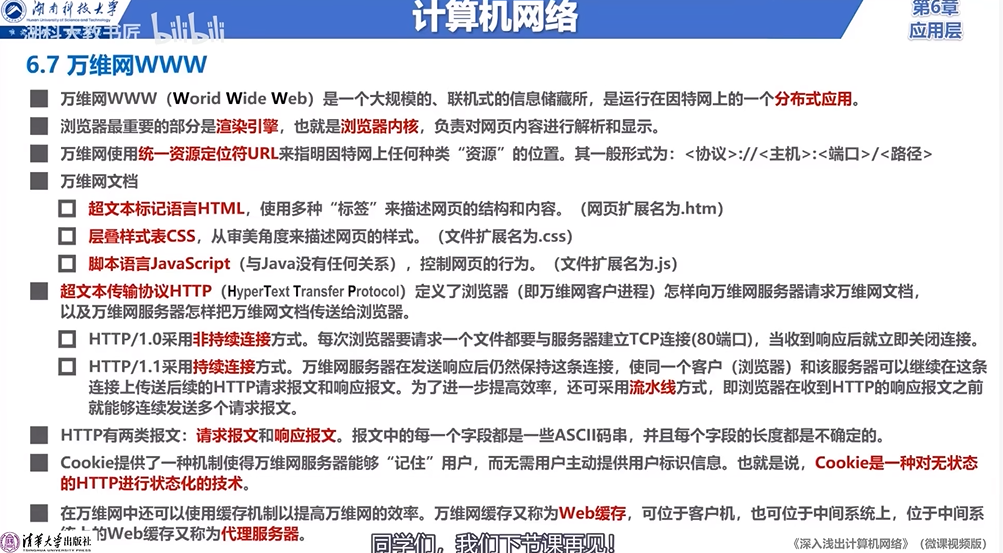 湖南科技大学
Hunan University of Science and Technology
计算机网络
第6章
应用层
湖科大教书匠 bilibili
6.7 万维网WWW
万维网WWW（Worid Wide Web）是一个大规模的、联机式的信息储藏所，是运行在因特网上的一个分布式应用。
浏览器最重要的部分是渲染引擎，也就是浏览器内核，负责对网页内容进行解析和显示。
万维网使用统一资源定位符URL来指明因特网上任何种类“资源”的位置。其一般形式为：<协议>://<主机>:<端口>/<路径>
万维网文档
超文本标记语言HTML，使用多种“标签”来描述网页的结构和内容。（网页扩展名为.htm）
层叠样式表CSS，从审美角度来描述网页的样式。（文件扩展名为.css）
脚本语言JavaScript（与Java没有任何关系），控制网页的行为。（文件扩展名为.js）
超文本传输协议HTTP（HyperText Transfer Protocol）定义了浏览器（即万维网客户进程）怎样向万维网服务器请求万维网文档，
以及万维网服务器怎样把万维网文档传送给浏览器。
HTTP/1.0采用非持续连接方式。每次浏览器要请求一个文件都要与服务器建立TCP连接(80端口)，当收到响应后就立即关闭连接。
HTTP/1.1采用持续连接方式。万维网服务器在发送响应后仍然保持这条连接，使同一个客户（浏览器）和该服务器可以继续在这条
连接上传送后续的HTTP请求报文和响应报文。为了进一步提高效率，还可采用流水线方式，即浏览器在收到HTTP的响应报文之前
就能够连续发送多个请求报文。
HTTP有两类报文：请求报文和响应报文。报文中的每一个字段都是一些ASCII码串，并且每个字段的长度都是不确定的。
Cookie提供了一种机制使得万维网服务器能够“记住”用户，而无需用户主动提供用户标识信息。也就是说，Cookie是一种对无状态
的HTTP进行状态化的技术。
在万维网中还可以使用缓存机制以提高万维网的效率。万维网缓存又称为Web缓存，可位于客户机，也可位于中间系统上，位于中间系
统上的Web缓存又称为代理服务器。
清华大学出版社
同学们，我们下节课再见！
《深入浅出计算机网络》（微课视频版）